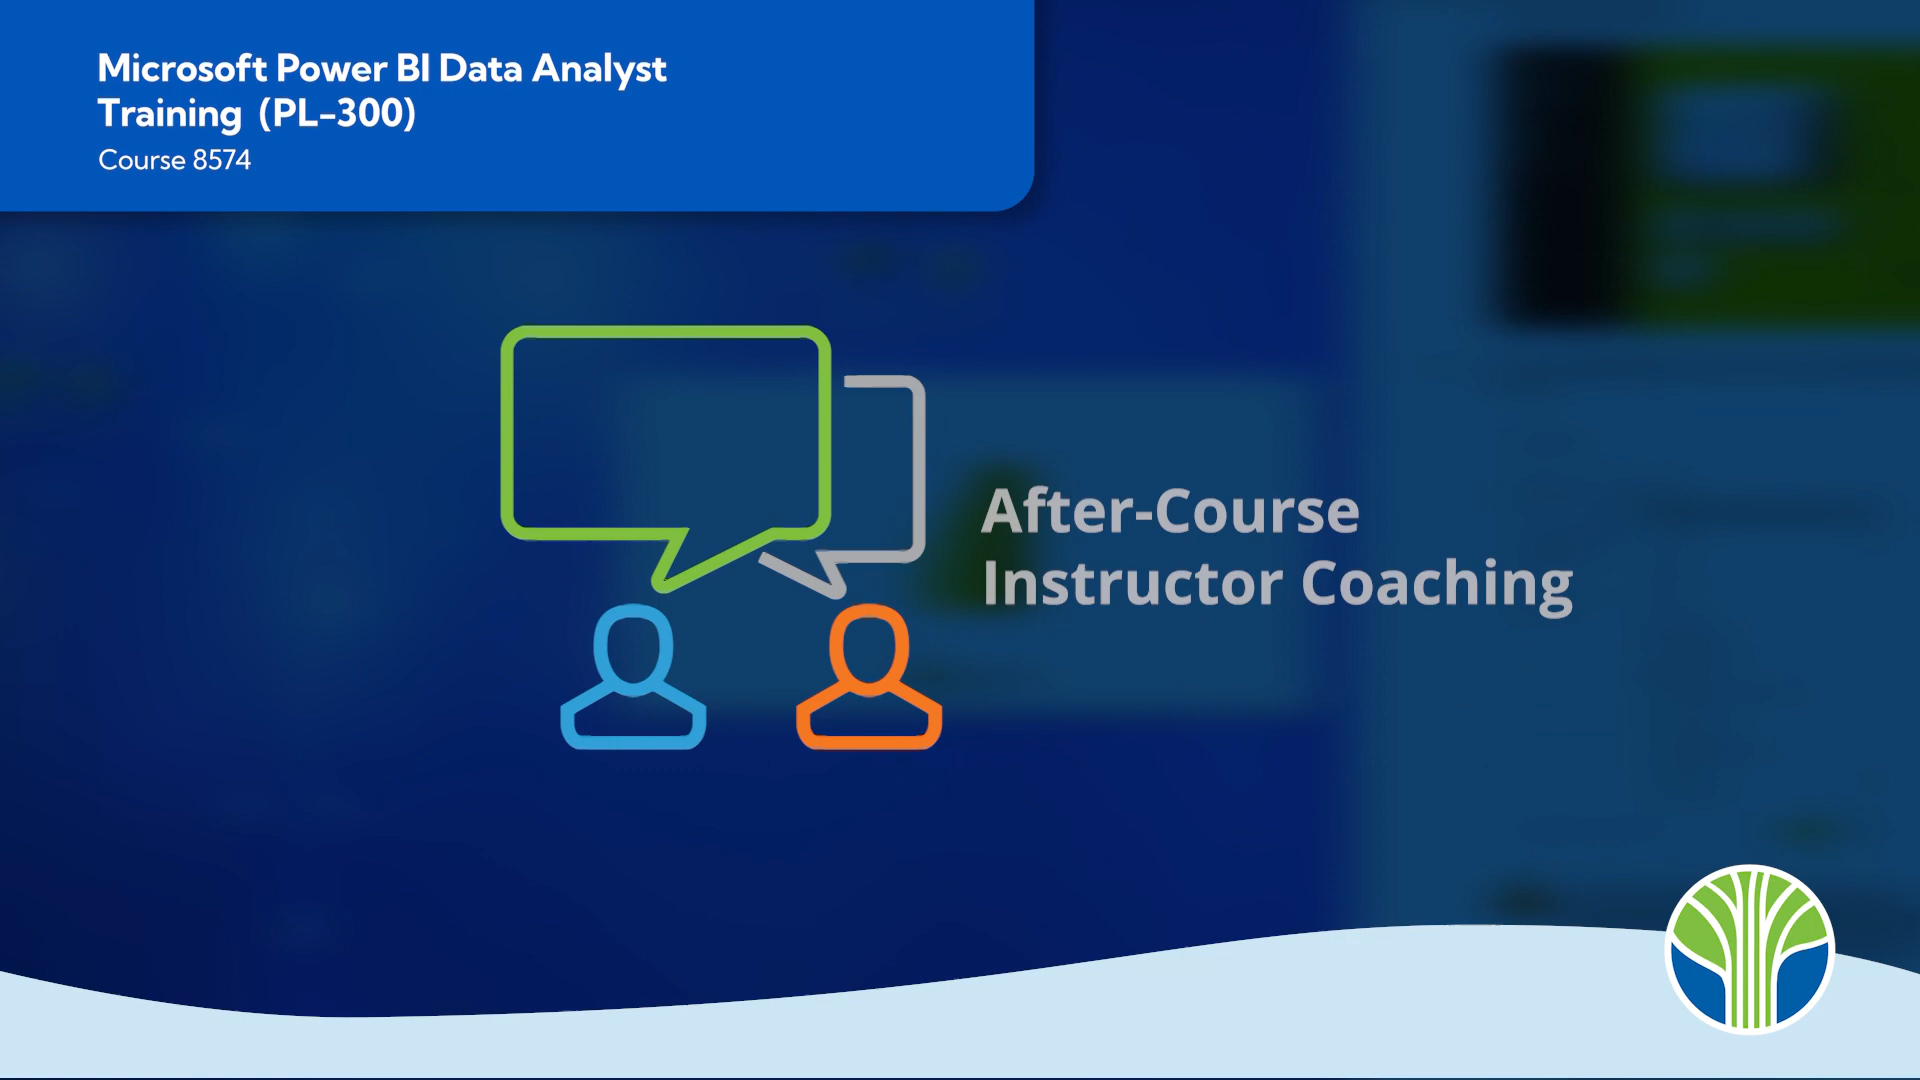 Microsoft Power BI Data Analyst
Training (PL-300)
Course 8574
After-Course
Instructor Coaching